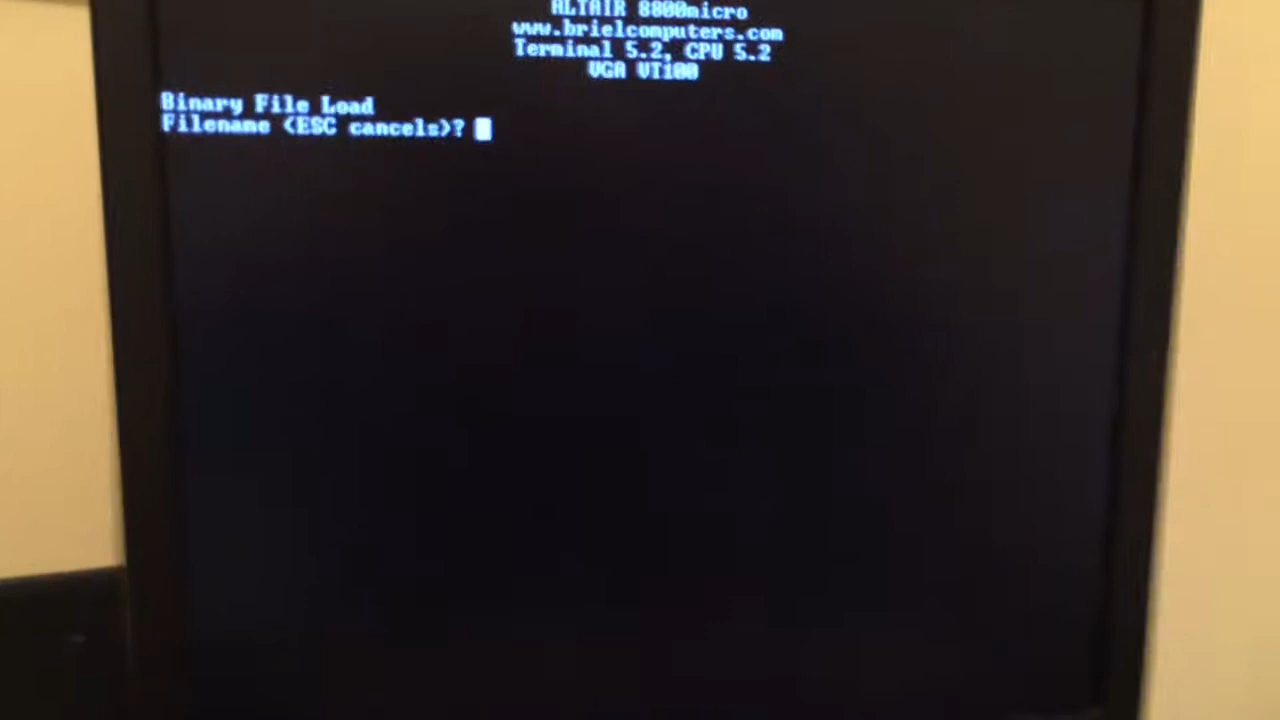 ALTAIR 8800micro
www.brielcomputers.com
Terminal 5.2, CPU 5.2
VGA VT100
Binary File Load
Filename (ESC cancels)?